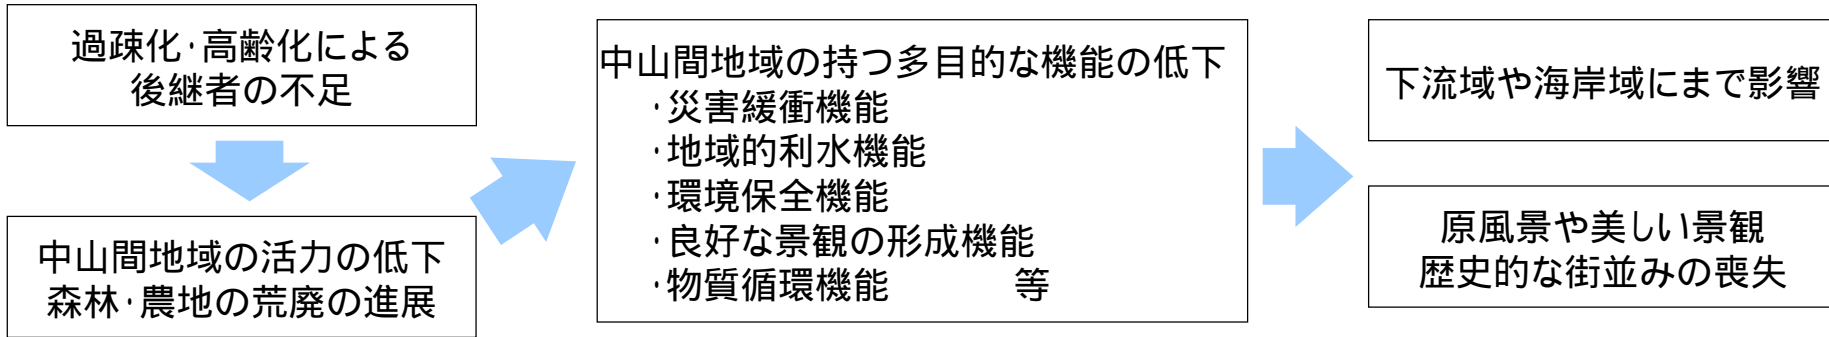 過疎化・高齢化による
後継者の不足
中山間地域の活力の低下
森林・農地の荒廃の進展
中山間地域の持つ多目的な機能の低下
・災害緩衝機能
・地域的利水機能
・環境保全機能
・良好な景観の形成機能
・物質循環機能　　　等
下流域や海岸域にまで影響
原風景や美しい景観
歴史的な街並みの喪失